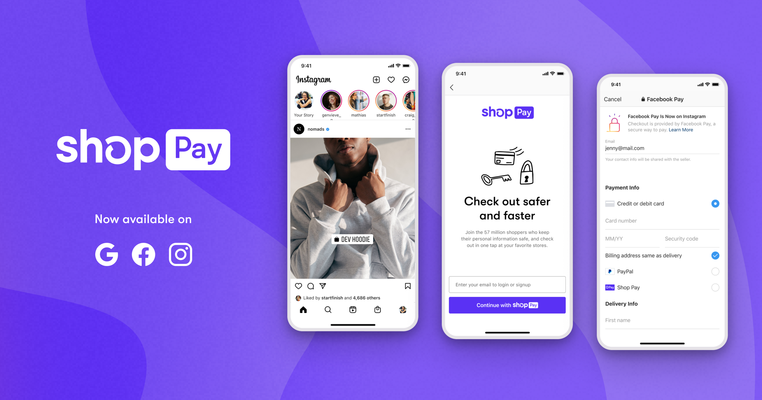 shop Pay
Now available on
9:41
Instagram
Your Story
genvieve_
mathias
startfinish
craig_
nomads
DEV HOODIE
Liked by startfinish and 4,686 others
9:41
shop Pay
Check out safer
and faster
Join the 57 million shoppers who keep
their personal information safe, and check
out in one tap at your favorite stores.
Enter your email to login or signup
Continue with shop Pay
9:41
Cancel
Facebook Pay
Facebook Pay is Now on Instagram
Checkout is provided by Facebook Pay, a
secure way to pay. Learn More
Email
jenny@mail.com
Your contact info will be shared with the seller.
Payment Info
Credit or debit card
Card number
MM/YY
Security code
Billing address same as delivery
PayPal
Shop Pay
Delivery Info
First name